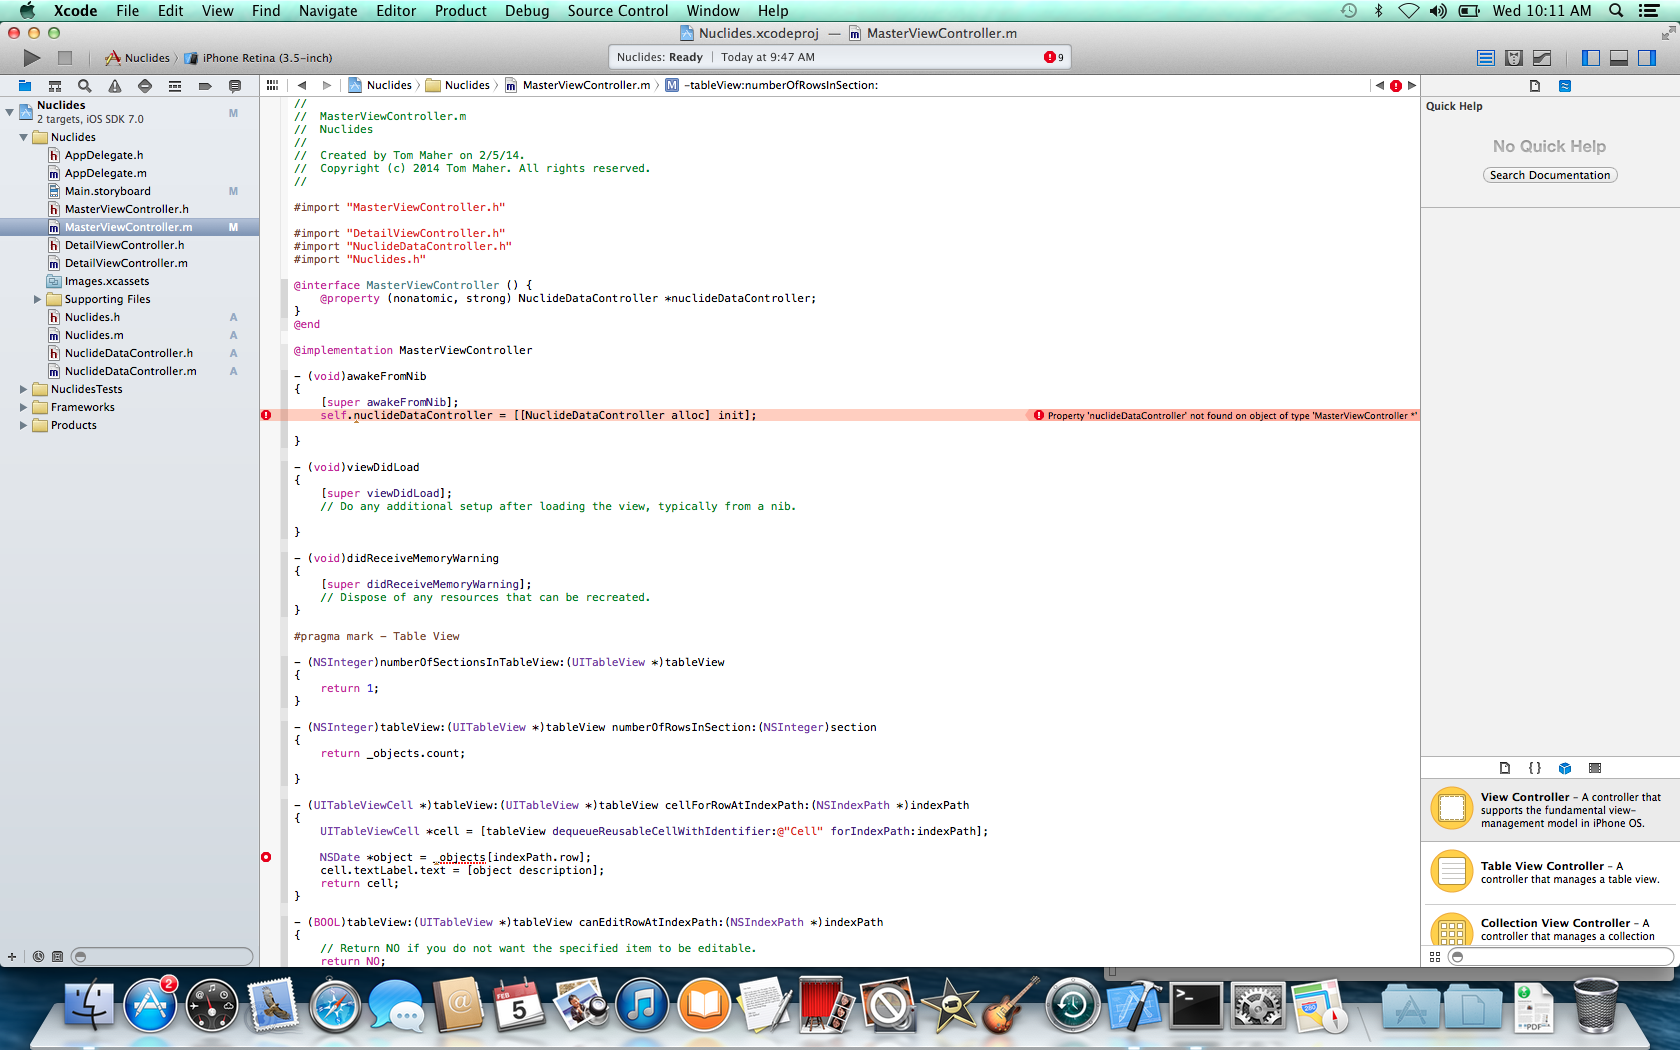 Xcode File Edit View Find Navigate Editor Product Debug Source Control Window Help
Wed 10:11 AM
Nuclides.xcodeproj — MasterViewController.m
Nuclides iPhone Retina (3.5-inch)
Nuclides: Ready | Today at 9:47 AM
9
Nuclides Nuclides MasterViewController.m M -tableView:numberOfRowsInSection:
Nuclides
2 targets, iOS SDK 7.0
M
Nuclides
h AppDelegate.h
m AppDelegate.m
Main.storyboard M
h MasterViewController.h
m MasterViewController.m M
h DetailViewController.h
m DetailViewController.m
Images.xcassets
Supporting Files
h Nuclides.h A
m Nuclides.m A
h NuclideDataController.h A
m NuclideDataController.m A
NuclidesTests
Frameworks
Products
//
// MasterViewController.m
// Nuclides
//
// Created by Tom Maher on 2/5/14.
// Copyright (c) 2014 Tom Maher. All rights reserved.
//
#import "MasterViewController.h"
#import "DetailViewController.h"
#import "NuclideDataController.h"
#import "Nuclides.h"
@interface MasterViewController () {
@property (nonatomic, strong) NuclideDataController *nuclideDataController;
}
@end
@implementation MasterViewController
- (void)awakeFromNib
{
[super awakeFromNib];
self.nuclideDataController = [[NuclideDataController alloc] init];
Property 'nuclideDataController' not found on object of type 'MasterViewController *'
}
- (void)viewDidLoad
{
[super viewDidLoad];
// Do any additional setup after loading the view, typically from a nib.
}
- (void)didReceiveMemoryWarning
{
[super didReceiveMemoryWarning];
// Dispose of any resources that can be recreated.
}
#pragma mark - Table View
- (NSInteger)numberOfSectionsInTableView:(UITableView *)tableView
{
return 1;
}
- (NSInteger)tableView:(UITableView *)tableView numberOfRowsInSection:(NSInteger)section
{
return _objects.count;
}
- (UITableViewCell *)tableView:(UITableView *)tableView cellForRowAtIndexPath:(NSIndexPath *)indexPath
{
UITableViewCell *cell = [tableView dequeueReusableCellWithIdentifier:@"Cell" forIndexPath:indexPath];
NSDate *object = _objects[indexPath.row];
cell.textLabel.text = [object description];
return cell;
}
- (BOOL)tableView:(UITableView *)tableView canEditRowAtIndexPath:(NSIndexPath *)indexPath
{
// Return NO if you do not want the specified item to be editable.
return NO;
Quick Help
No Quick Help
Search Documentation
{ }
View Controller - A controller that
supports the fundamental view-
management model in iPhone OS.
Table View Controller - A
controller that manages a table view.
Collection View Controller - A
controller that manages a collection
2
FEB
5
PDF